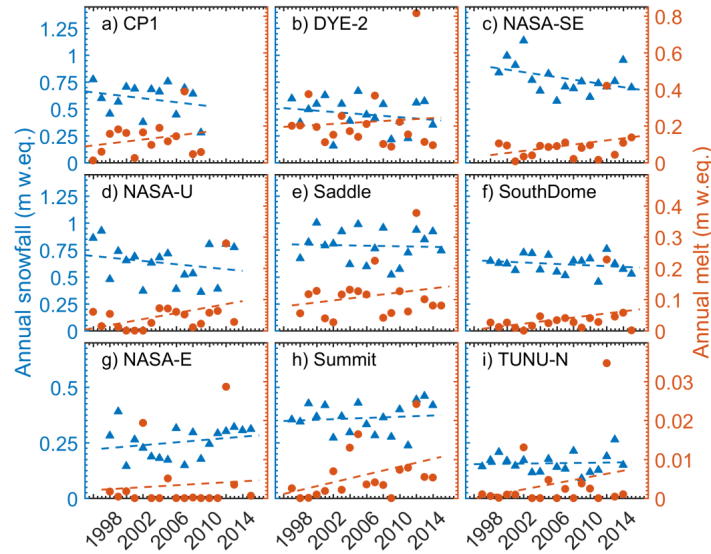 a) CP1 b) DYE-2 c) NASA-SE
1.25 1 0.75 0.5 0.25 0
0.8 0.6 0.4 0.2 0
d) NASA-U e) Saddle f) SouthDome
1.25 1 0.75 0.5 0.25 0
0.5 0.4 0.3 0.2 0.1 0
g) NASA-E h) Summit i) TUNU-N
0.5 0.25 0
0.03 0.02 0.01 0
1998 2002 2006 2010 2014 1998 2002 2006 2010 2014 1998 2002 2006 2010 2014
Annual snowfall (m w.eq.)
Annual melt (m w.eq.)